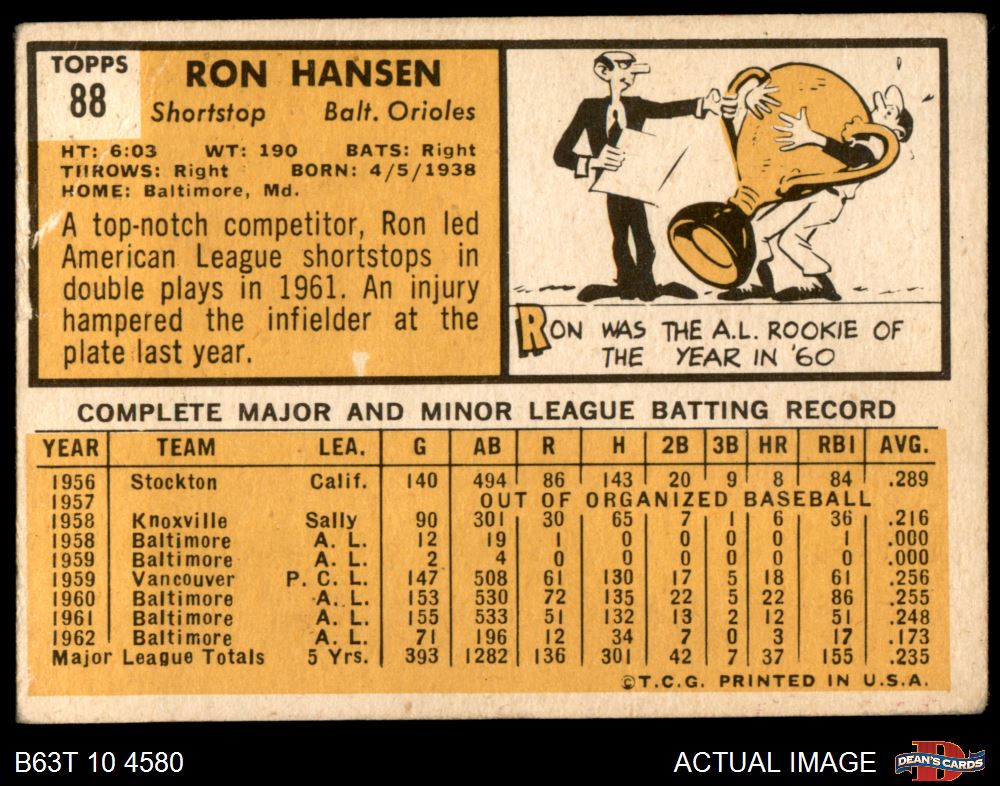 TOPPS
88
RON HANSEN
Shortstop Balt. Orioles
HT: 6:03 WT: 190 BATS: Right
THROWS: Right BORN: 4/5/1938
HOME: Baltimore, Md.
A top-notch competitor, Ron led
American League shortstops in
double plays in 1961. An injury
hampered the infielder at the
plate last year.
RON WAS THE A.L. ROOKIE OF
THE YEAR IN '60
COMPLETE MAJOR AND MINOR LEAGUE BATTING RECORD
YEAR TEAM LEA. G AB R H 2B 3B HR RBI AVG.
1956 Stockton Calif. 140 494 86 143 20 9 8 84 .289
1957 OUT OF ORGANIZED BASEBALL
1958 Knoxville Sally 90 301 30 65 7 1 6 36 .216
1958 Baltimore A. L. 12 19 1 0 0 0 0 1 .000
1959 Baltimore A. L. 2 4 0 0 0 0 0 0 .000
1959 Vancouver P. C. L. 147 508 61 130 17 5 18 61 .256
1960 Baltimore A. L. 153 530 72 135 22 5 22 86 .255
1961 Baltimore A. L. 155 533 51 132 13 2 12 51 .248
1962 Baltimore A. L. 71 196 12 34 7 0 3 17 .173
Major League Totals 5 Yrs. 393 1282 136 301 42 7 37 155 .235
©T.C.G. PRINTED IN U.S.A.
B63T 10 4580
ACTUAL IMAGE
DEAN'S CARDS